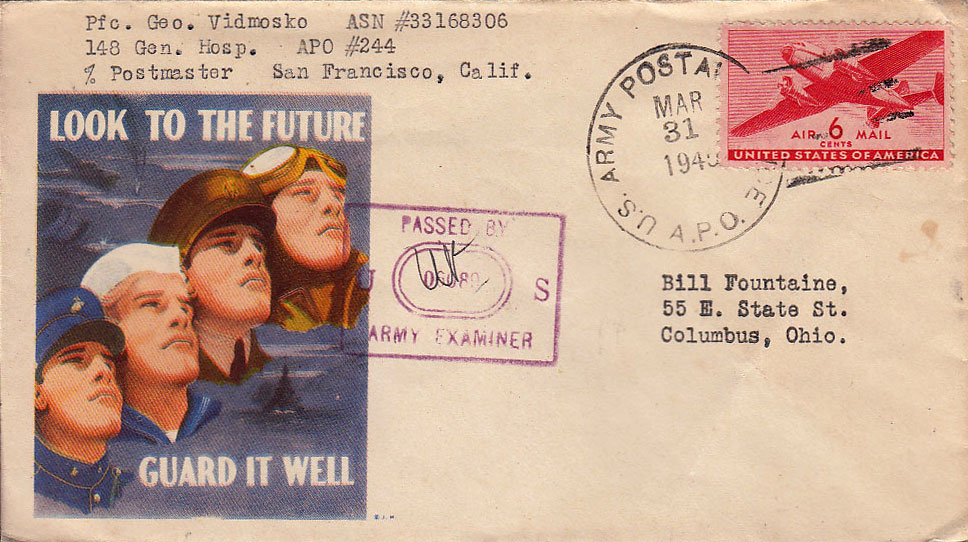 Pfc. Geo. Vidmosko ASN #33168306
148 Gen. Hosp. APO #244
% Postmaster San Francisco, Calif.
LOOK TO THE FUTURE
GUARD IT WELL
PASSED BY
U S
ARMY EXAMINER
U.S. ARMY POSTAL
A.P.O.
MAR
31
AIR 6 MAIL
CENTS
UNITED STATES OF AMERICA
Bill Fountaine,
55 E. State St.
Columbus, Ohio.